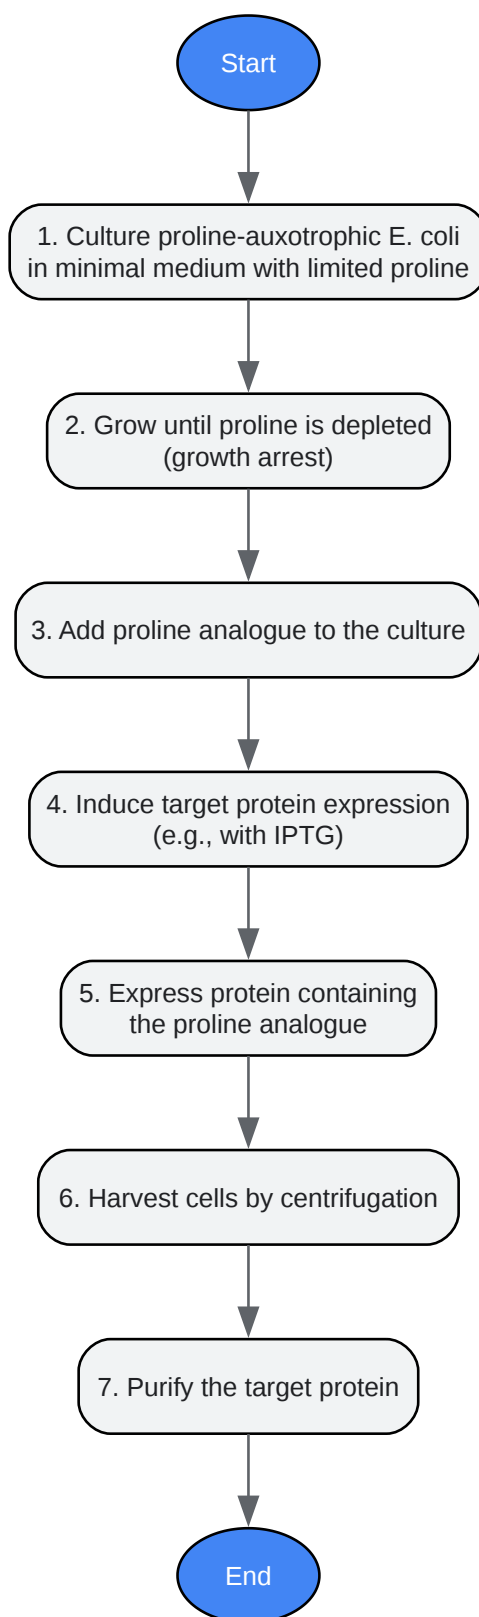 Start
1. Culture proline-auxotrophic E. coli
in minimal medium with limited proline
2. Grow until proline is depleted
(growth arrest)
3. Add proline analogue to the culture
4. Induce target protein expression
(e.g., with IPTG)
5. Express protein containing
the proline analogue
6. Harvest cells by centrifugation
7. Purify the target protein
End